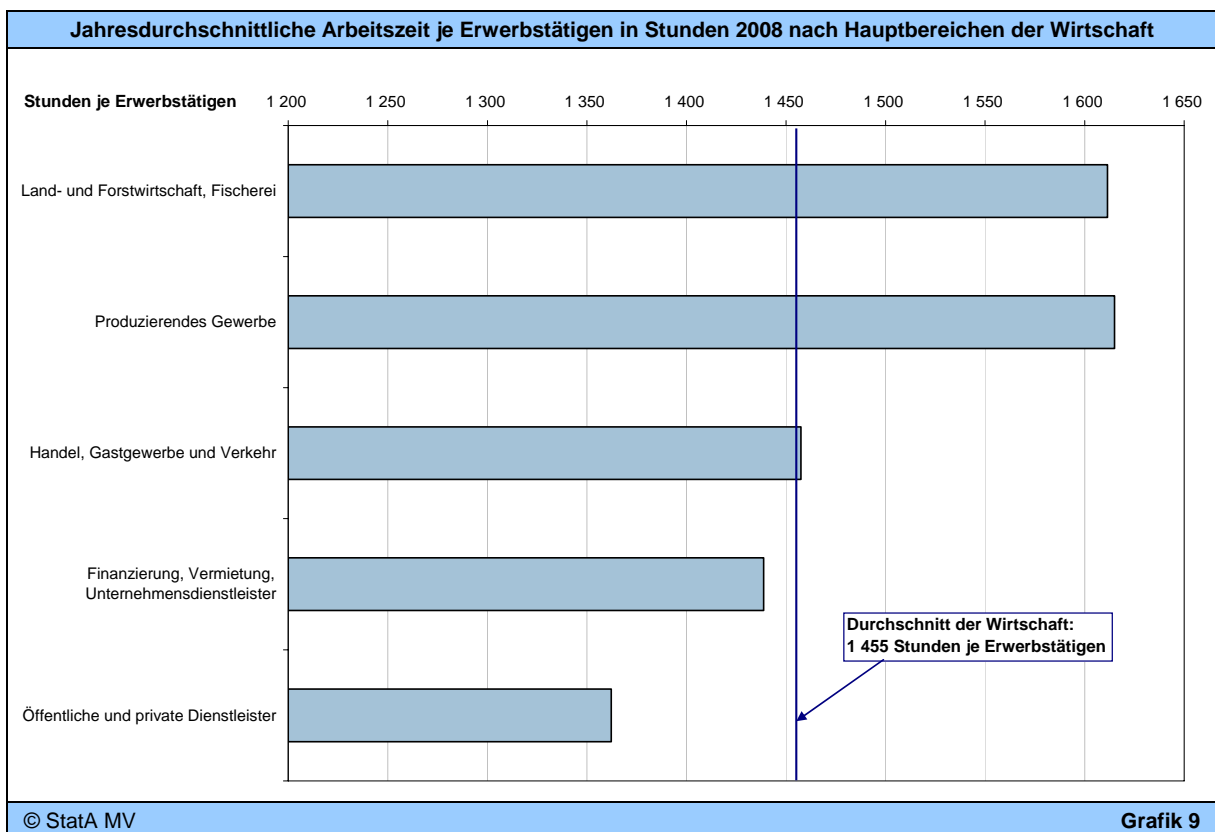 Jahresdurchschnittliche Arbeitszeit je Erwerbstätigen in Stunden 2008 nach Hauptbereichen der Wirtschaft
Stunden je Erwerbstätigen 1 200 1 250 1 300 1 350 1 400 1 450 1 500 1 550 1 600 1 650
Land- und Forstwirtschaft, Fischerei
Produzierendes Gewerbe
Handel, Gastgewerbe und Verkehr
Finanzierung, Vermietung,
Unternehmensdienstleister
Durchschnitt der Wirtschaft:
1 455 Stunden je Erwerbstätigen
Öffentliche und private Dienstleister
© StatA MV Grafik 9